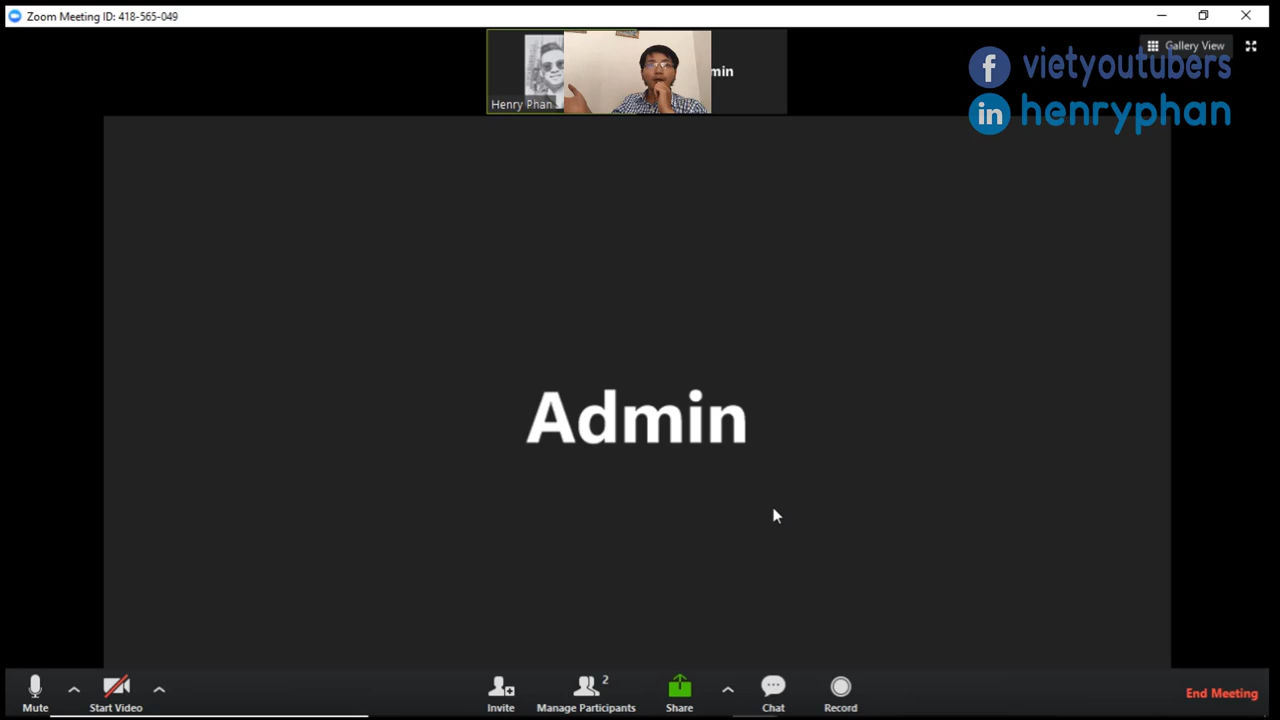 Zoom Meeting ID: 418-565-049
Gallery View
vietyoutubers
in henryphan
Henry Phan
min
Admin
Mute
Start Video
Invite
2
Manage Participants
Share
Chat
Record
End Meeting